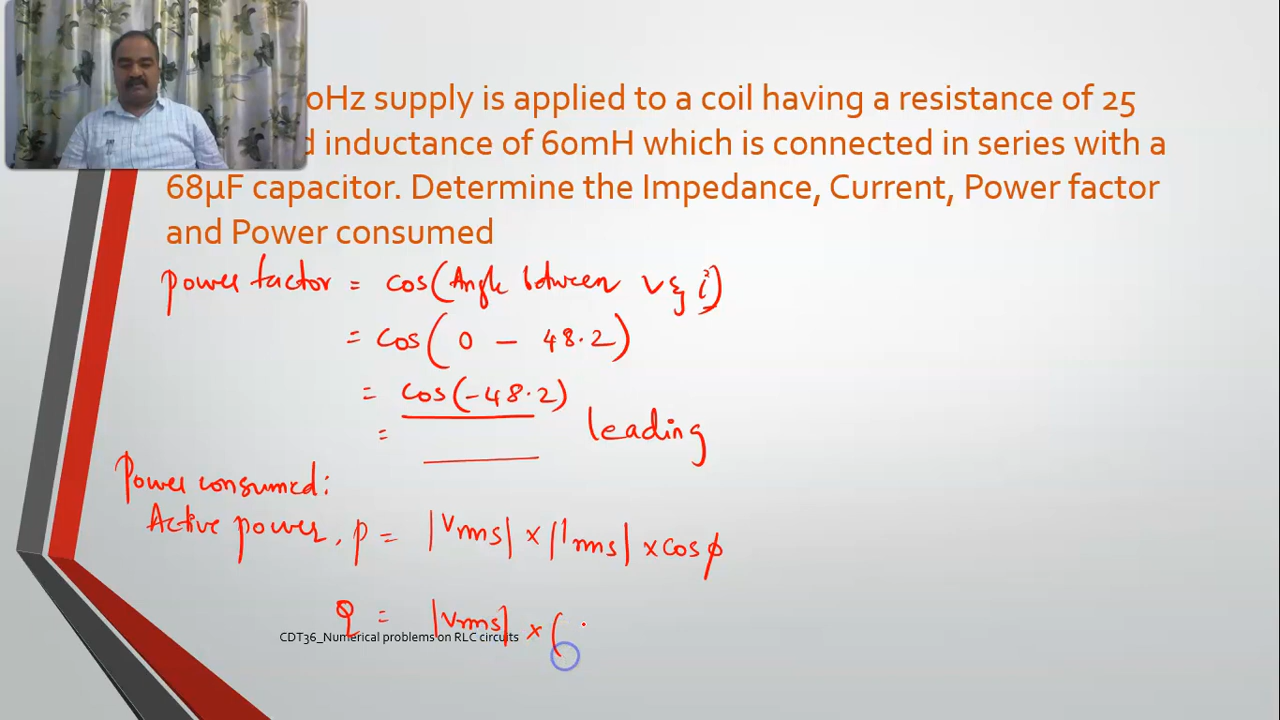 0Hz supply is applied to a coil having a resistance of 25
d inductance of 60mH which is connected in series with a
68µF capacitor. Determine the Impedance, Current, Power factor
and Power consumed
power factor = cos(Angle between v & i)
= cos(0 - 48.2)
= cos(-48.2)
= leading
Power consumed:
Active power, p = |Vrms| × |Irms| × cos ϕ
Q = |Vrms| × (
CDT36_Numerical problems on RLC circuits